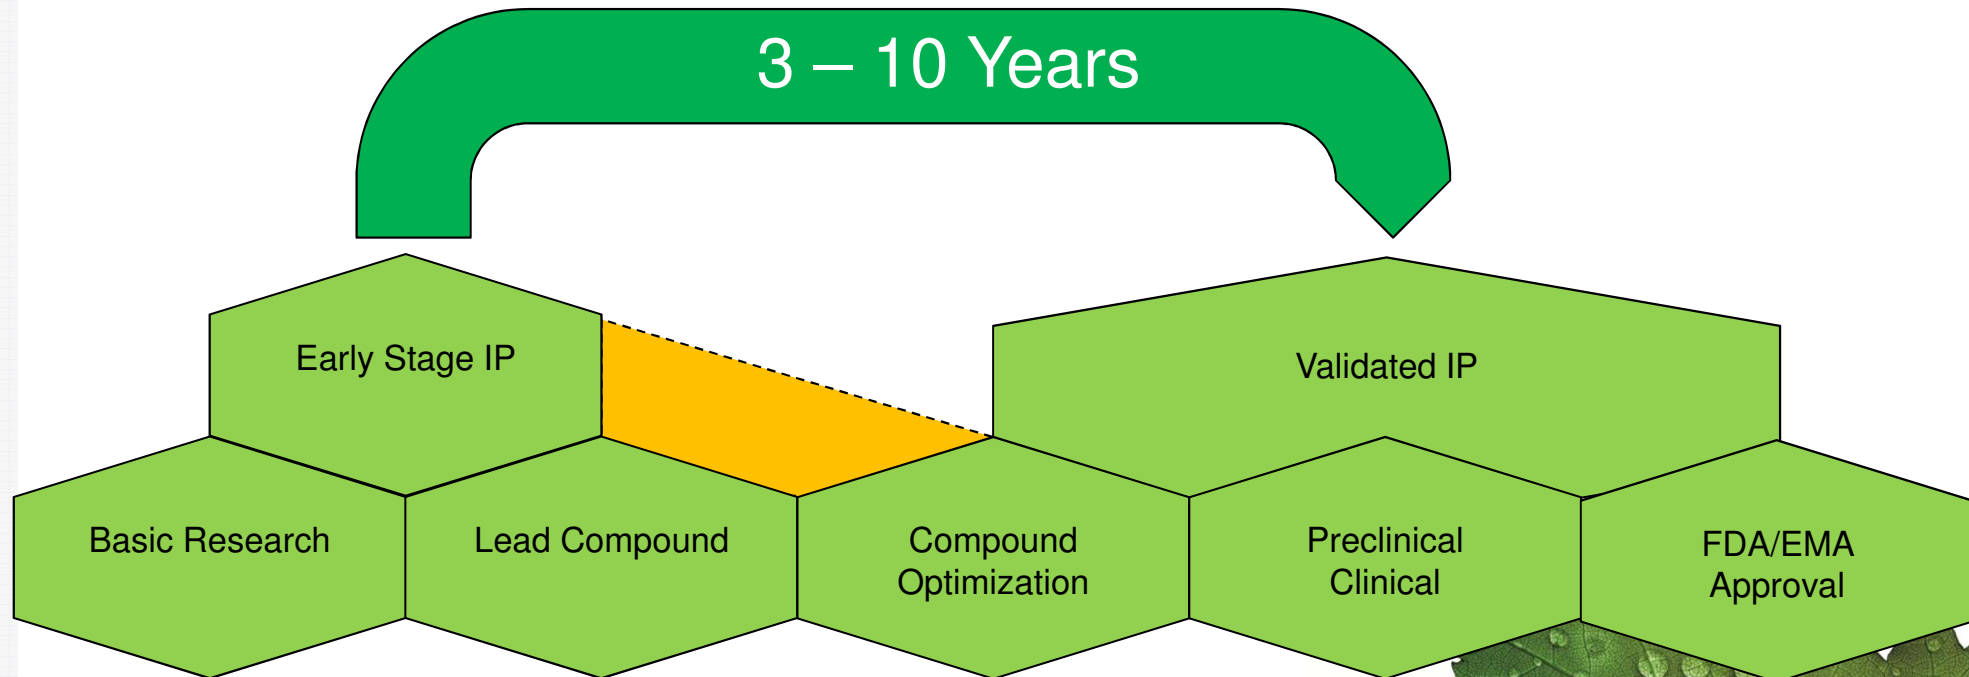 3 – 10 Years
Early Stage IP
Validated IP
Basic Research
Lead Compound
Compound
Optimization
Preclinical
Clinical
FDA/EMA
Approval